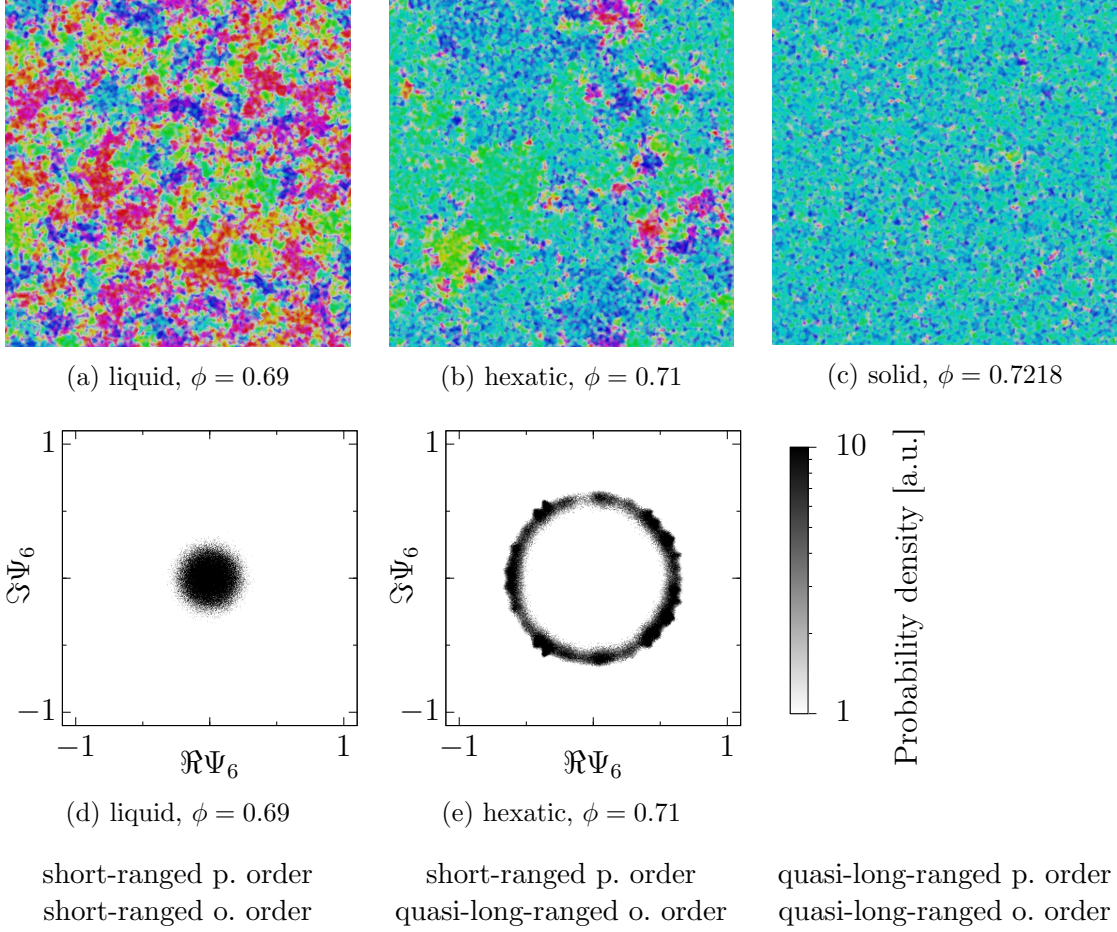 (a) liquid, ϕ = 0.69
(b) hexatic, ϕ = 0.71
(c) solid, ϕ = 0.7218
1
−1
ℑΨ₆
−1
1
ℜΨ₆
1
−1
ℑΨ₆
−1
1
ℜΨ₆
10
1
Probability density [a.u.]
(d) liquid, ϕ = 0.69
(e) hexatic, ϕ = 0.71
short-ranged p. order
short-ranged o. order
short-ranged p. order
quasi-long-ranged o. order
quasi-long-ranged p. order
quasi-long-ranged o. order